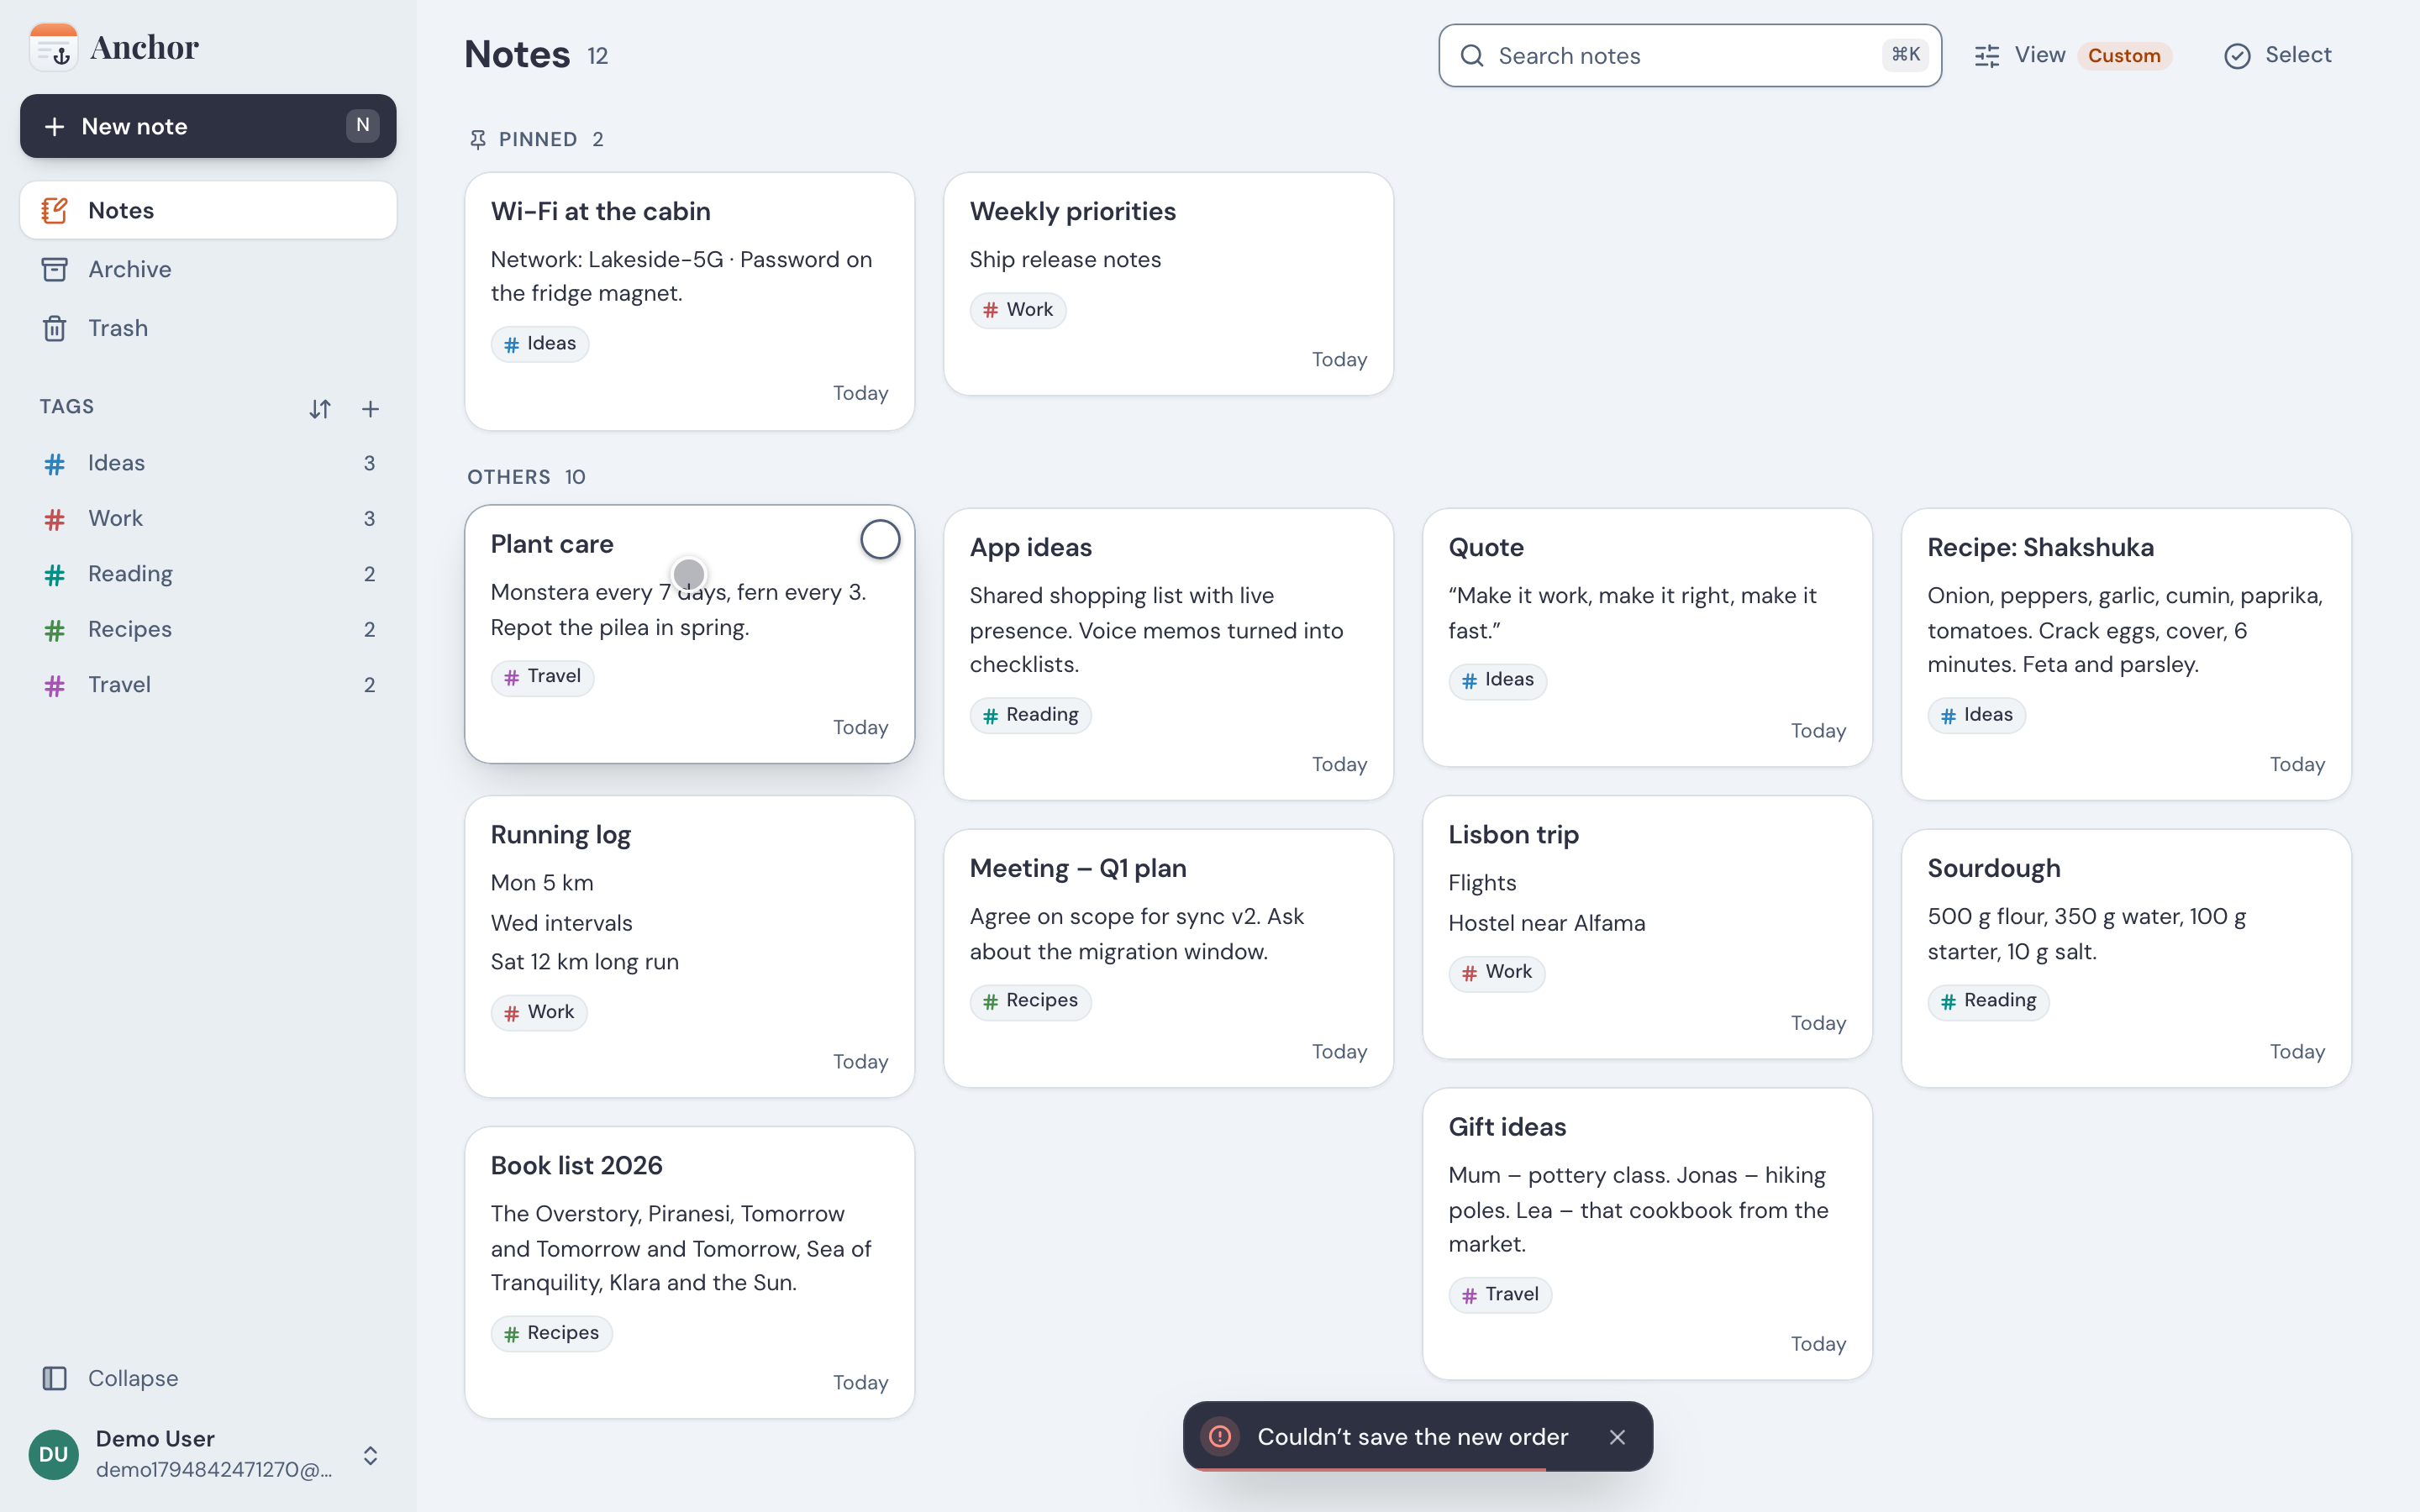 Anchor
New note
N
Notes
Archive
Trash
TAGS
Ideas 3
Work 3
Reading 2
Recipes 2
Travel 2
Collapse
DU
Demo User
demo1794842471270@...
Notes 12
Search notes
⌘K
View
Custom
Select
PINNED 2
Wi-Fi at the cabin
Network: Lakeside-5G · Password on
the fridge magnet.
# Ideas
Today
Weekly priorities
Ship release notes
# Work
Today
OTHERS 10
Plant care
Monstera every 7 days, fern every 3.
Repot the pilea in spring.
# Travel
Today
App ideas
Shared shopping list with live
presence. Voice memos turned into
checklists.
# Reading
Today
Quote
“Make it work, make it right, make it
fast.”
# Ideas
Today
Recipe: Shakshuka
Onion, peppers, garlic, cumin, paprika,
tomatoes. Crack eggs, cover, 6
minutes. Feta and parsley.
# Ideas
Today
Running log
Mon 5 km
Wed intervals
Sat 12 km long run
# Work
Today
Meeting – Q1 plan
Agree on scope for sync v2. Ask
about the migration window.
# Recipes
Today
Lisbon trip
Flights
Hostel near Alfama
# Work
Today
Sourdough
500 g flour, 350 g water, 100 g
starter, 10 g salt.
# Reading
Today
Book list 2026
The Overstory, Piranesi, Tomorrow
and Tomorrow and Tomorrow, Sea of
Tranquility, Klara and the Sun.
# Recipes
Today
Gift ideas
Mum – pottery class. Jonas – hiking
poles. Lea – that cookbook from the
market.
# Travel
Today
Couldn’t save the new order